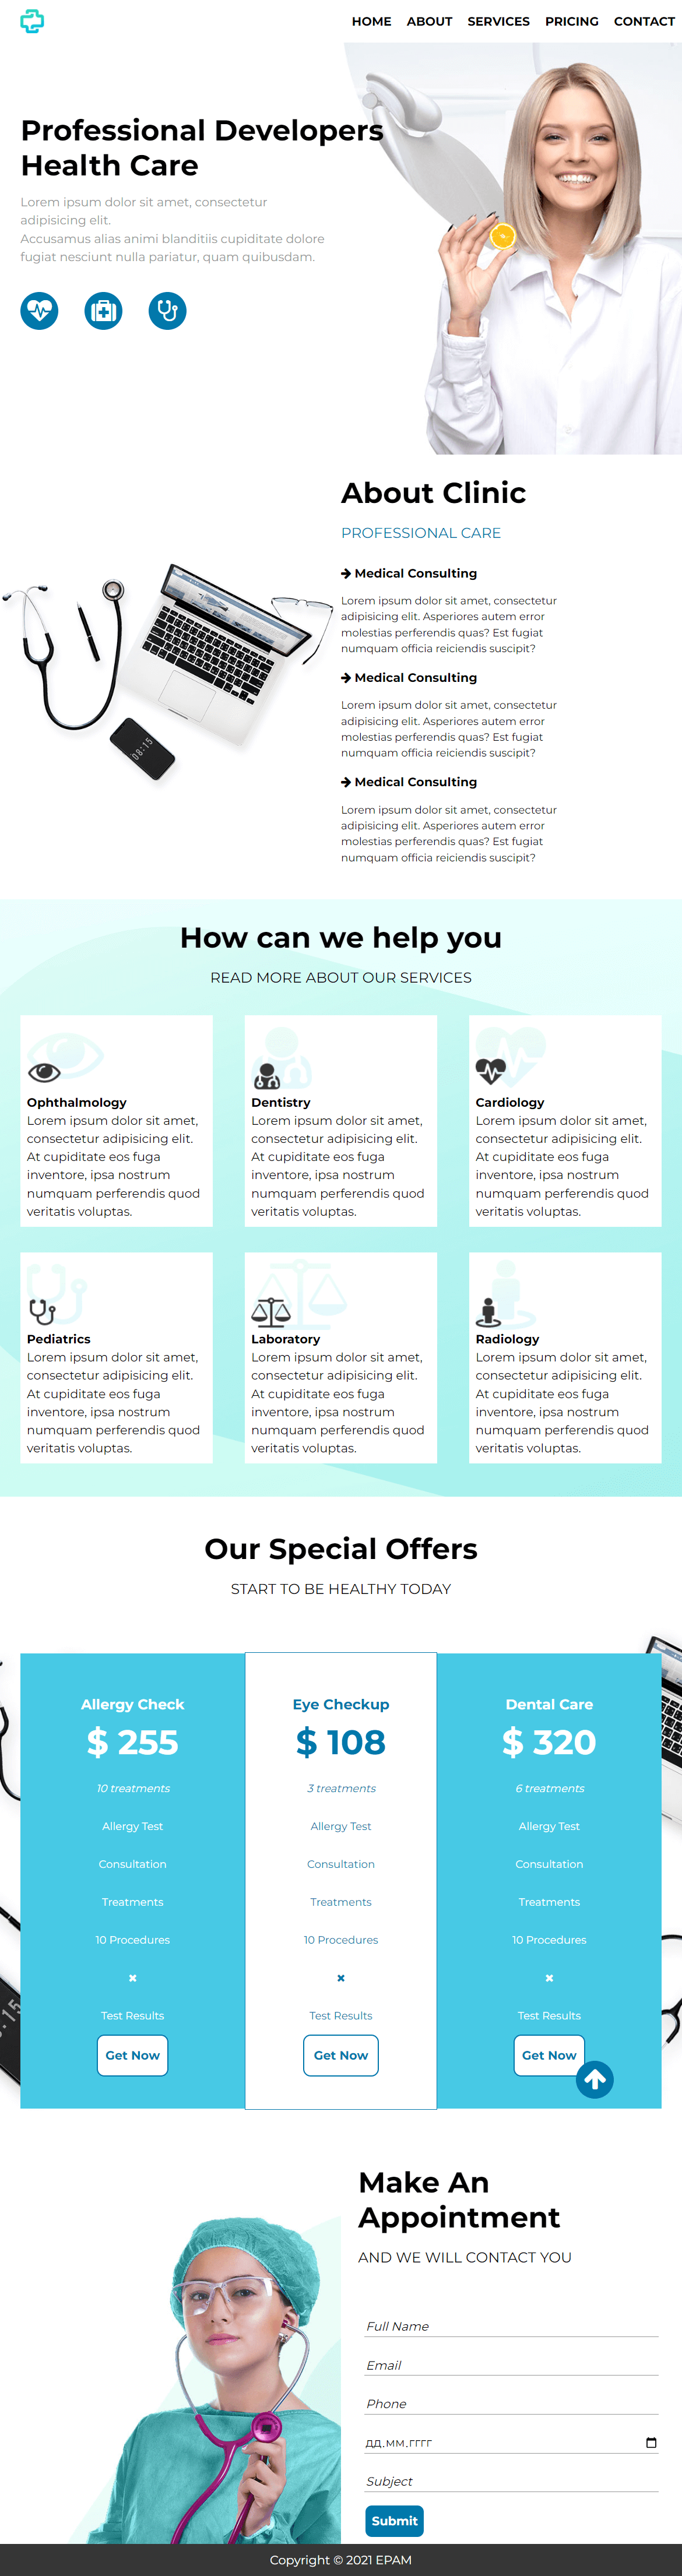 HOME ABOUT SERVICES PRICING CONTACT
Professional Developers
Health Care
Lorem ipsum dolor sit amet, consectetur
adipisicing elit.
Accusamus alias animi blanditiis cupiditate dolore
fugiat nesciunt nulla pariatur, quam quibusdam.
About Clinic
PROFESSIONAL CARE
Medical Consulting
Lorem ipsum dolor sit amet, consectetur
adipisicing elit. Asperiores autem error
molestias perferendis quas? Est fugiat
numquam officia reiciendis suscipit?
Medical Consulting
Lorem ipsum dolor sit amet, consectetur
adipisicing elit. Asperiores autem error
molestias perferendis quas? Est fugiat
numquam officia reiciendis suscipit?
Medical Consulting
Lorem ipsum dolor sit amet, consectetur
adipisicing elit. Asperiores autem error
molestias perferendis quas? Est fugiat
numquam officia reiciendis suscipit?
08:15
How can we help you
READ MORE ABOUT OUR SERVICES
Ophthalmology
Lorem ipsum dolor sit amet,
consectetur adipisicing elit.
At cupiditate eos fuga
inventore, ipsa nostrum
numquam perferendis quod
veritatis voluptas.
Dentistry
Lorem ipsum dolor sit amet,
consectetur adipisicing elit.
At cupiditate eos fuga
inventore, ipsa nostrum
numquam perferendis quod
veritatis voluptas.
Cardiology
Lorem ipsum dolor sit amet,
consectetur adipisicing elit.
At cupiditate eos fuga
inventore, ipsa nostrum
numquam perferendis quod
veritatis voluptas.
Pediatrics
Lorem ipsum dolor sit amet,
consectetur adipisicing elit.
At cupiditate eos fuga
inventore, ipsa nostrum
numquam perferendis quod
veritatis voluptas.
Laboratory
Lorem ipsum dolor sit amet,
consectetur adipisicing elit.
At cupiditate eos fuga
inventore, ipsa nostrum
numquam perferendis quod
veritatis voluptas.
Radiology
Lorem ipsum dolor sit amet,
consectetur adipisicing elit.
At cupiditate eos fuga
inventore, ipsa nostrum
numquam perferendis quod
veritatis voluptas.
Our Special Offers
START TO BE HEALTHY TODAY
Allergy Check
$ 255
10 treatments
Allergy Test
Consultation
Treatments
10 Procedures
Test Results
Get Now
Eye Checkup
$ 108
3 treatments
Allergy Test
Consultation
Treatments
10 Procedures
Test Results
Get Now
Dental Care
$ 320
6 treatments
Allergy Test
Consultation
Treatments
10 Procedures
Test Results
Get Now
Make An
Appointment
AND WE WILL CONTACT YOU
Full Name
Email
Phone
дд.мм.гггг
Subject
Submit
Copyright © 2021 EPAM